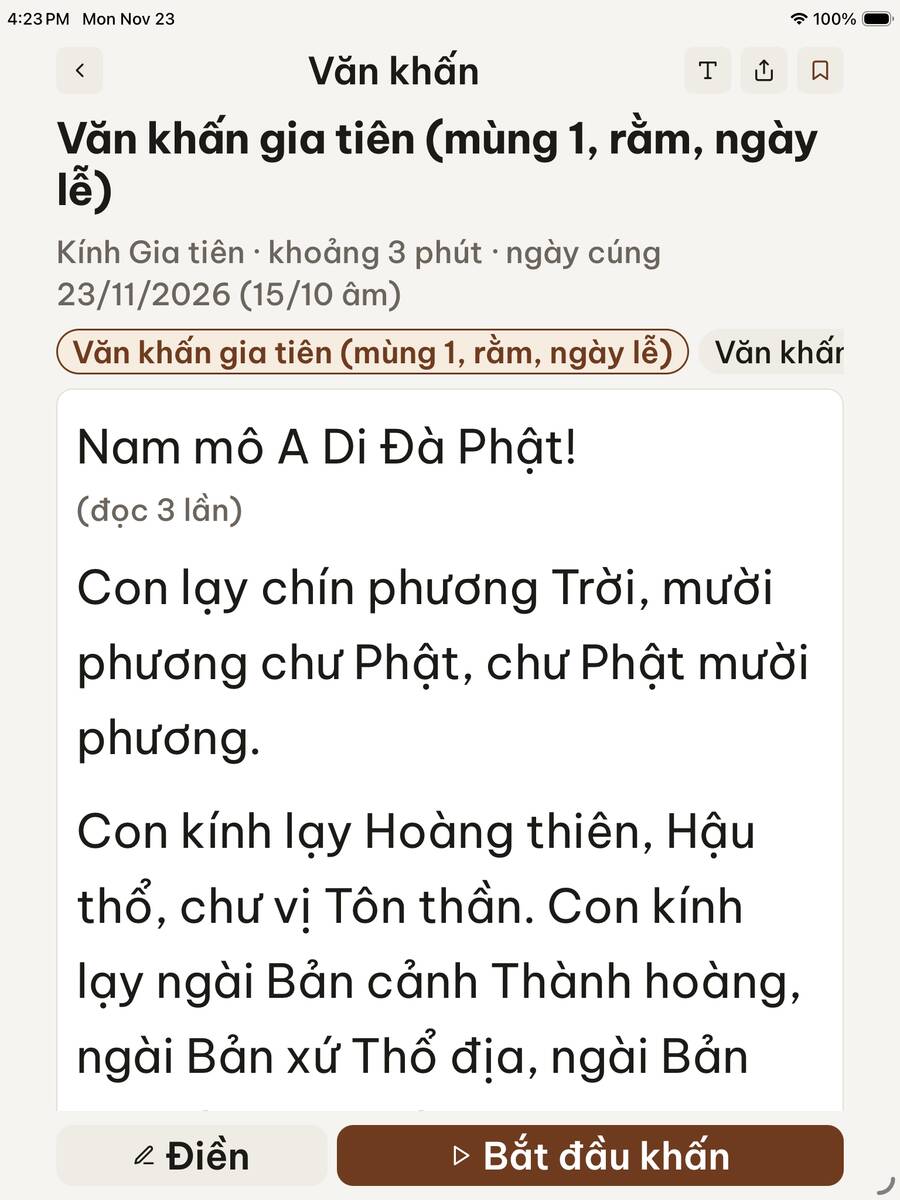 4:23 PM Mon Nov 23
100%
Văn khấn
Văn khấn gia tiên (mùng 1, rằm, ngày
lễ)
Kính Gia tiên · khoảng 3 phút · ngày cúng
23/11/2026 (15/10 âm)
Văn khấn gia tiên (mùng 1, rằm, ngày lễ)
Văn
Nam mô A Di Đà Phật!
(đọc 3 lần)
Con lạy chín phương Trời, mười
phương chư Phật, chư Phật mười
phương.
Con kính lạy Hoàng thiên, Hậu
thổ, chư vị Tôn thần. Con kính
lạy ngài Bản cảnh Thành hoàng,
ngài Bản xứ Thổ địa, ngài Bản
Điền
Bắt đầu khấn